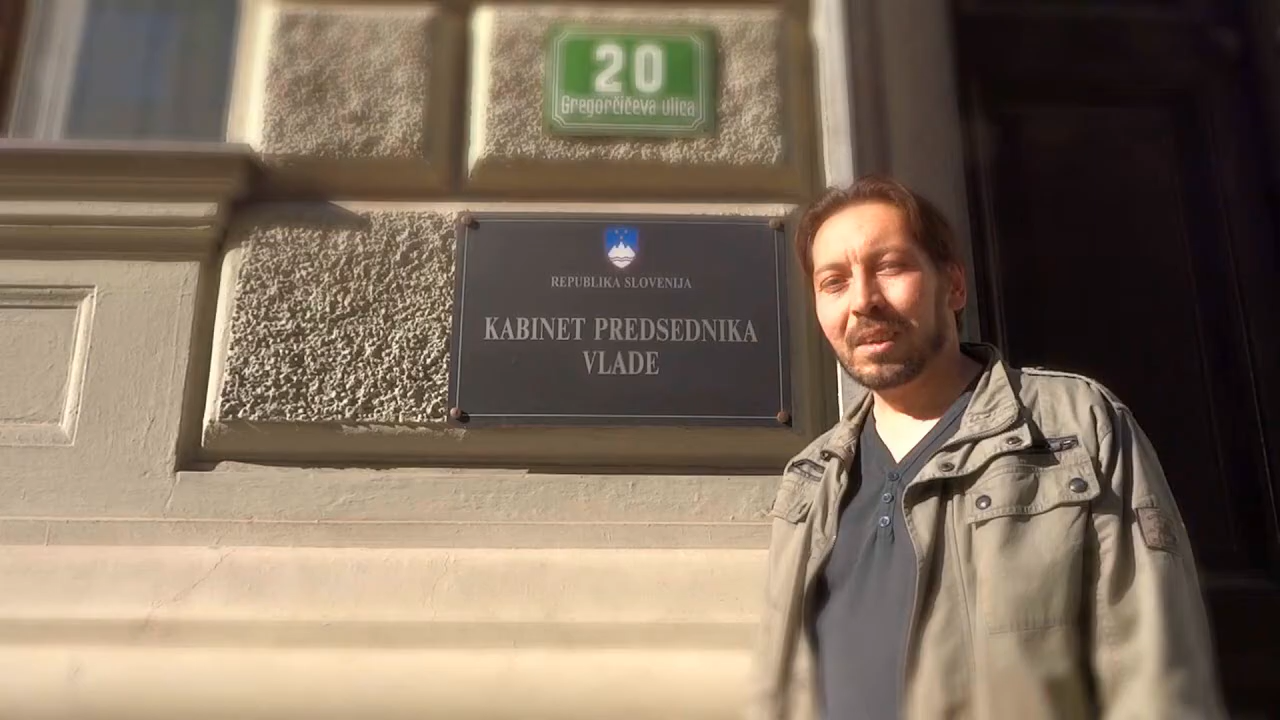 20
Gregorčičeva ulica
REPUBLIKA SLOVENIJA
KABINET PREDSEDNIKA
VLADE